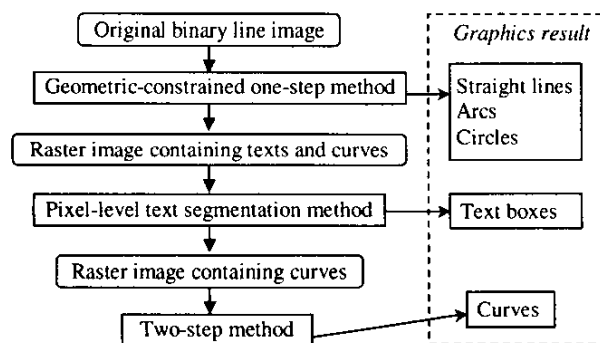 Original binary line image
Graphics result
Geometric-constrained one-step method
Straight lines
Arcs
Circles
Raster image containing texts and curves
Pixel-level text segmentation method
Text boxes
Raster image containing curves
Two-step method
Curves